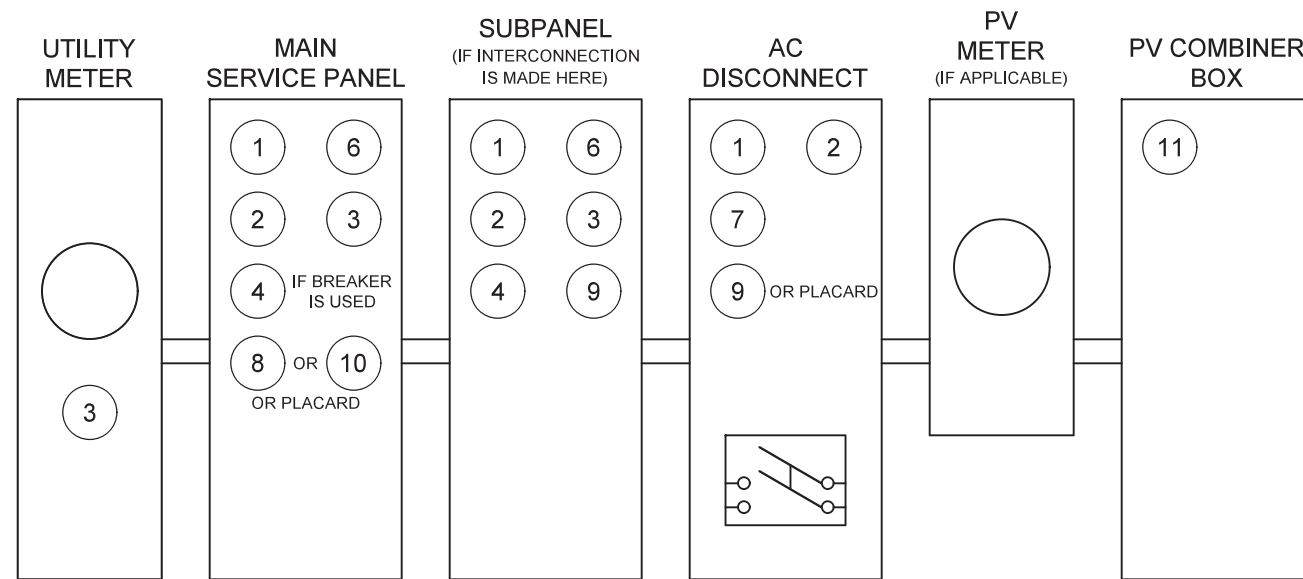 UTILITY
METER
3
MAIN
SERVICE PANEL
1 6
2 3
4 IF BREAKER
IS USED
8 OR 10
OR PLACARD
SUBPANEL
(IF INTERCONNECTION
IS MADE HERE)
1 6
2 3
4 9
AC
DISCONNECT
1 2
7
9 OR PLACARD
PV
METER
(IF APPLICABLE)
PV COMBINER
BOX
11